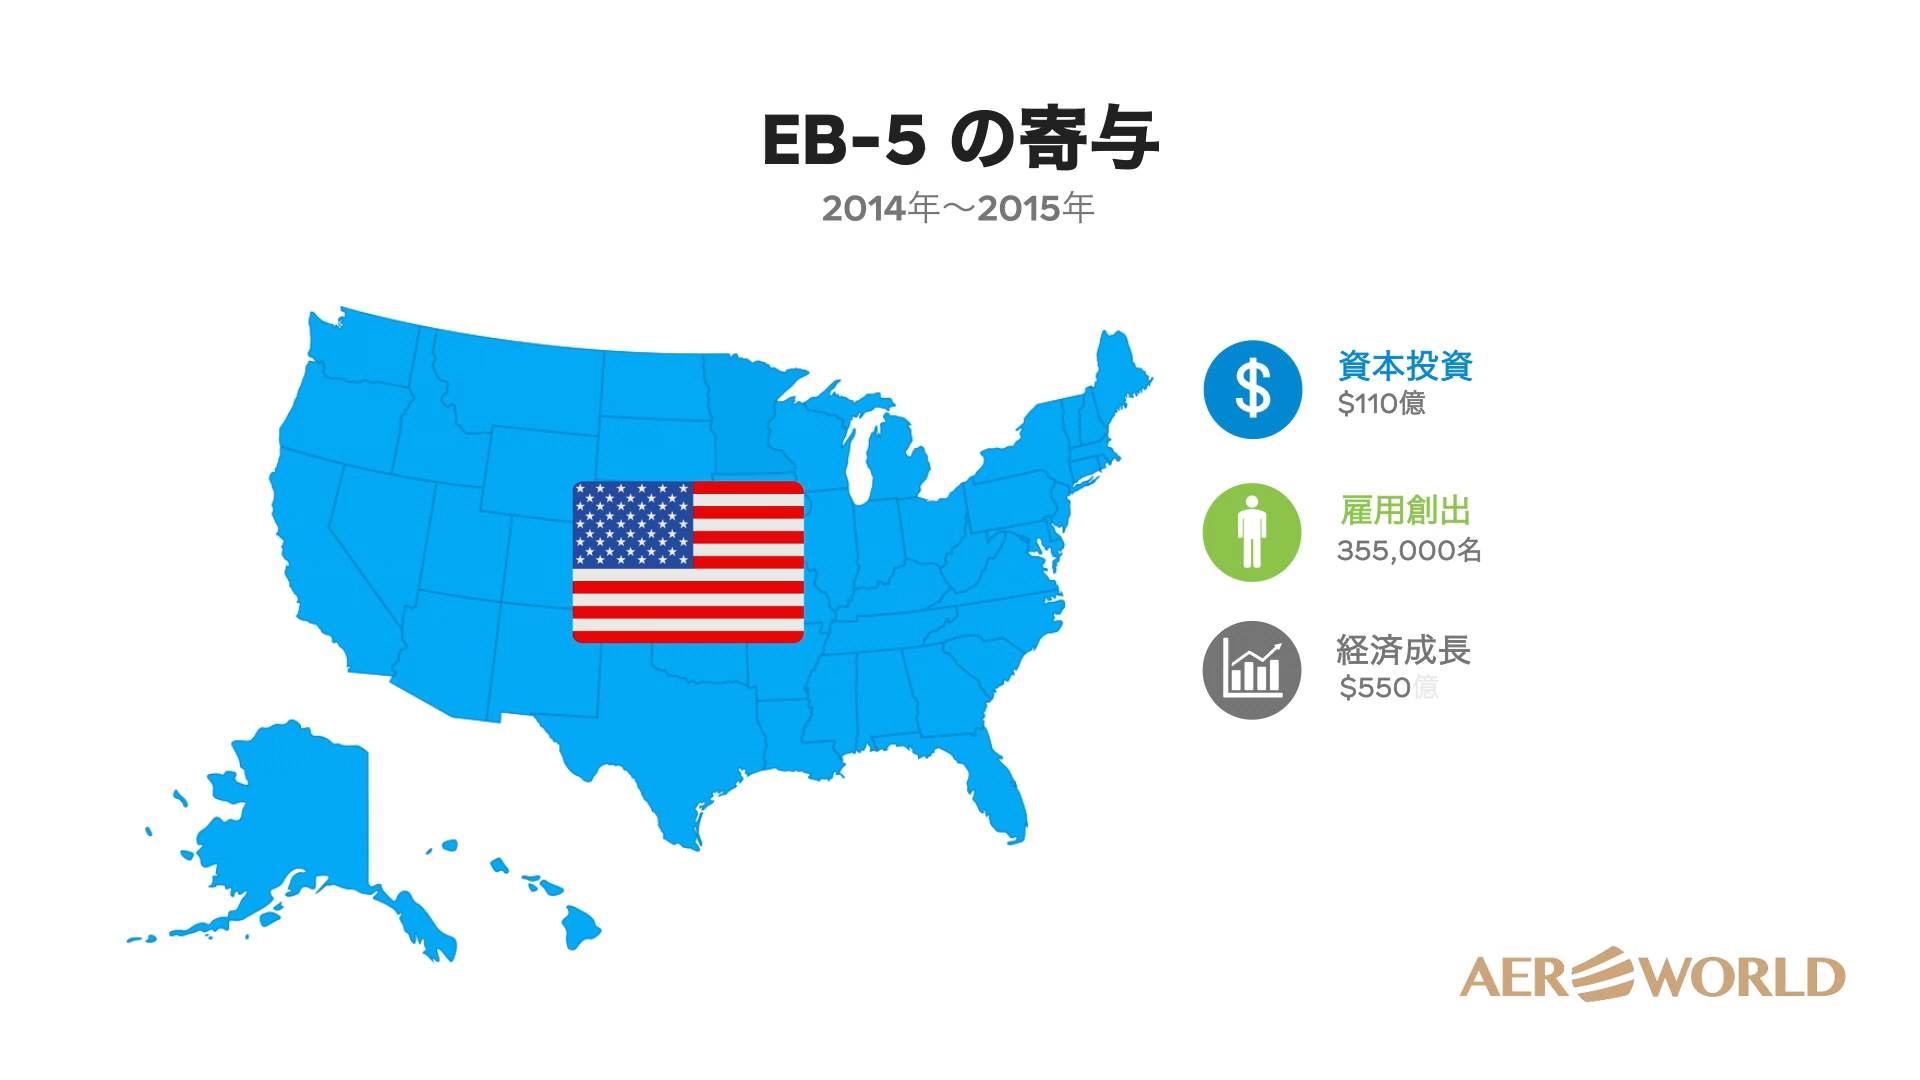 EB-5 の寄与
2014年〜2015年
資本投資
$110億
雇用創出
355,000名
経済成長
$550億
AEROWORLD